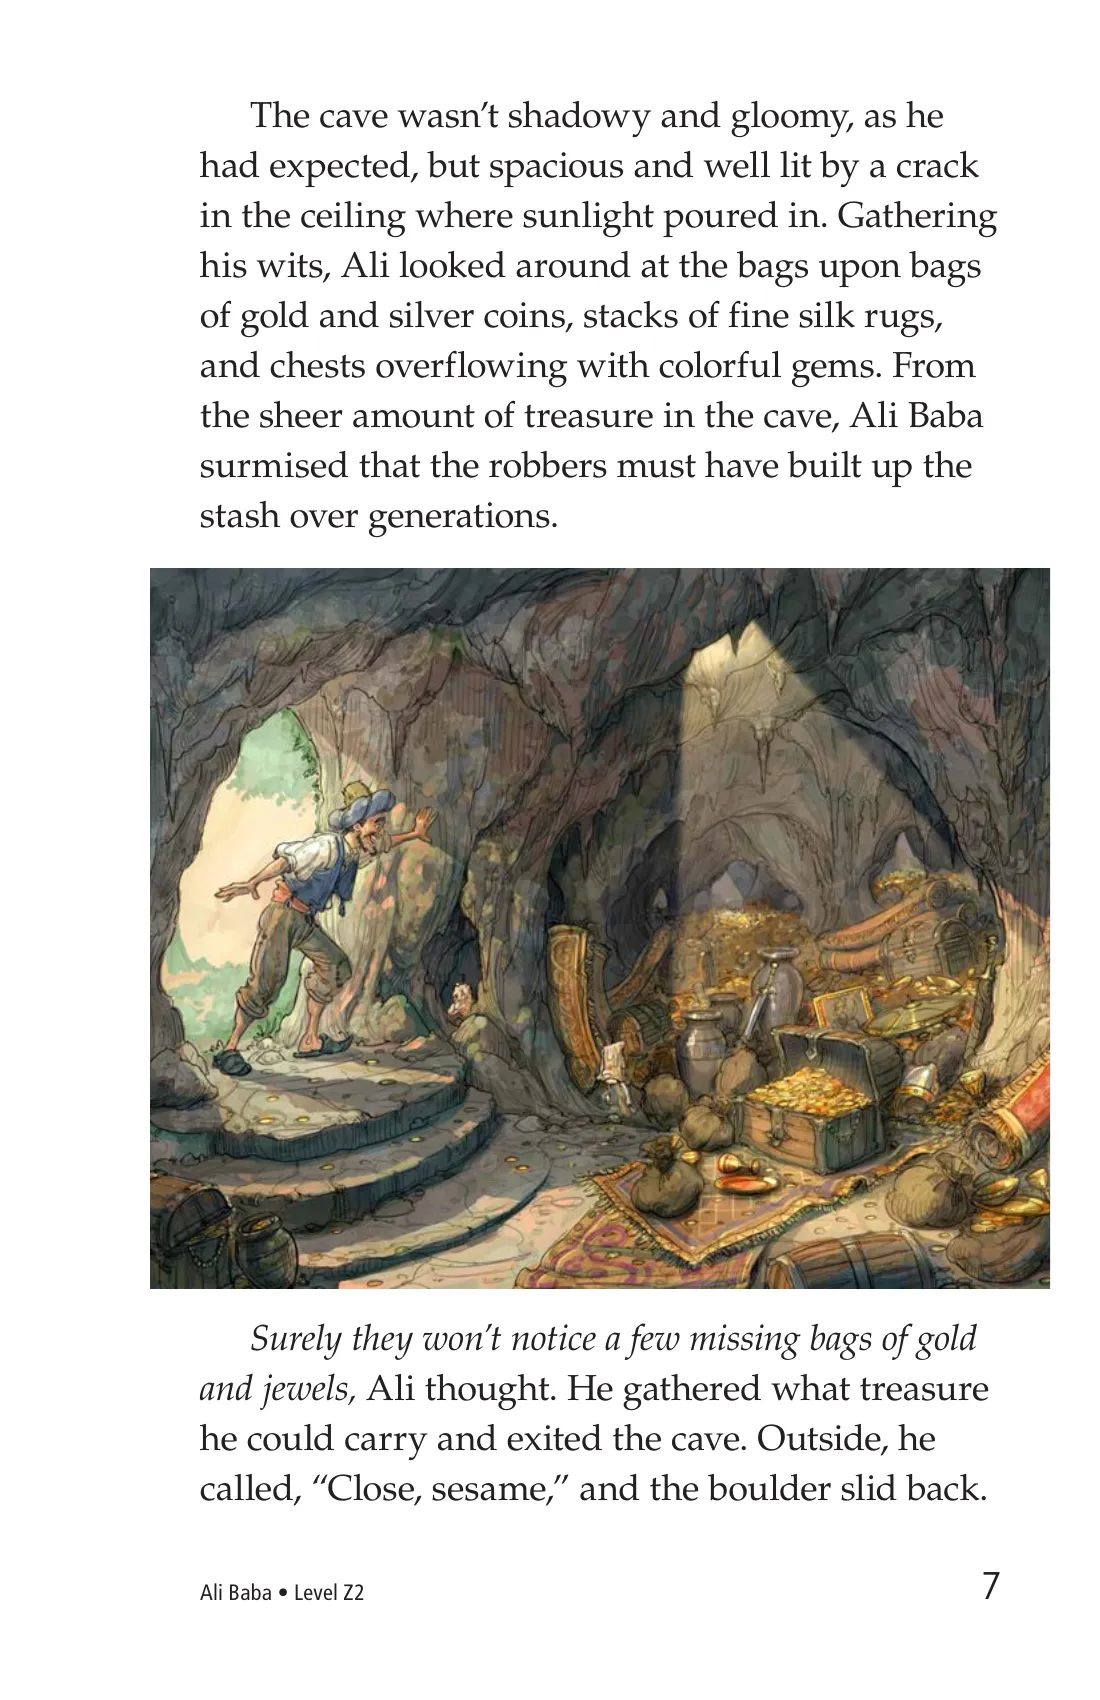 The cave wasn’t shadowy and gloomy, as he
had expected, but spacious and well lit by a crack
in the ceiling where sunlight poured in. Gathering
his wits, Ali looked around at the bags upon bags
of gold and silver coins, stacks of fine silk rugs,
and chests overflowing with colorful gems. From
the sheer amount of treasure in the cave, Ali Baba
surmised that the robbers must have built up the
stash over generations.
Surely they won’t notice a few missing bags of gold
and jewels, Ali thought. He gathered what treasure
he could carry and exited the cave. Outside, he
called, “Close, sesame,” and the boulder slid back.
Ali Baba • Level Z2
7